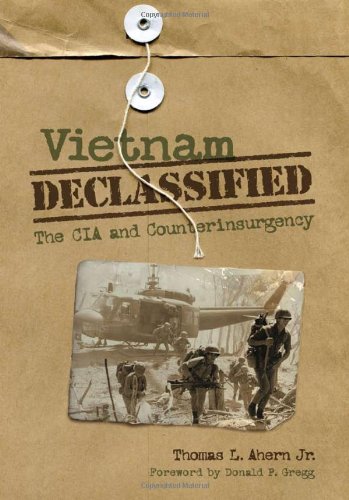 Vietnam
DECLASSIFIED
The CIA and Counterinsurgency
Thomas L. Ahern Jr.
Foreword by Donald P. Gregg